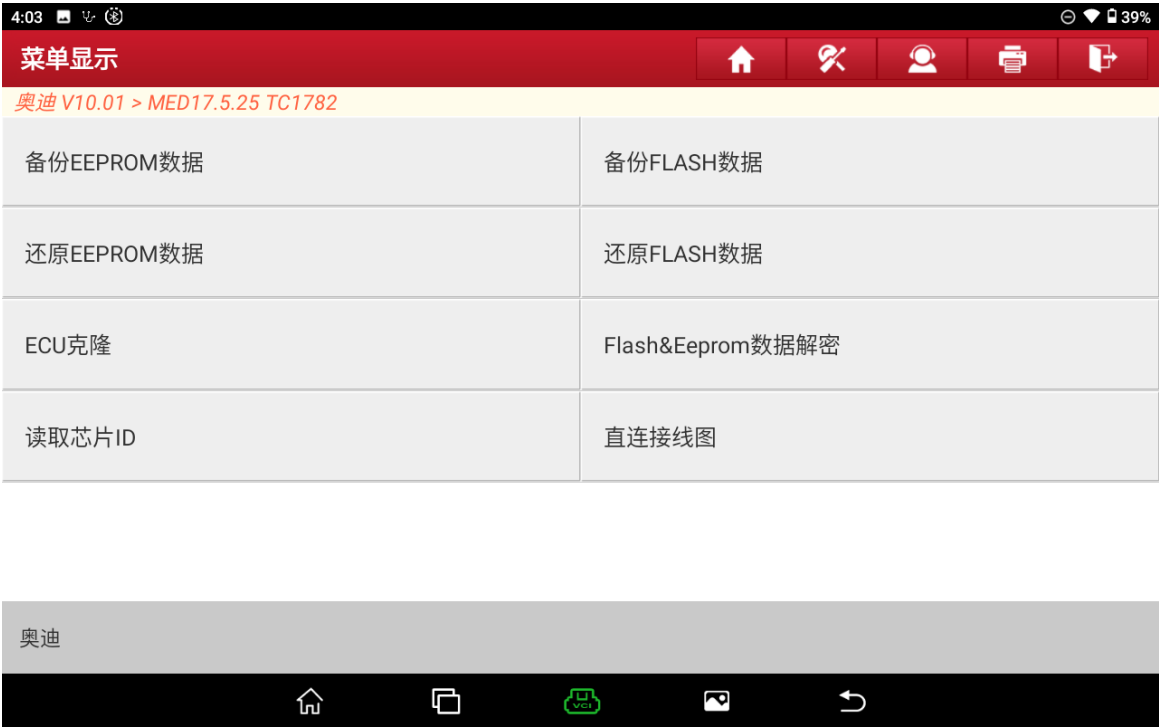 4:03
39%
菜单显示
奥迪 V10.01 > MED17.5.25 TC1782
备份EEPROM数据
备份FLASH数据
还原EEPROM数据
还原FLASH数据
ECU克隆
Flash&Eeprom数据解密
读取芯片ID
直连接线图
奥迪
VCI